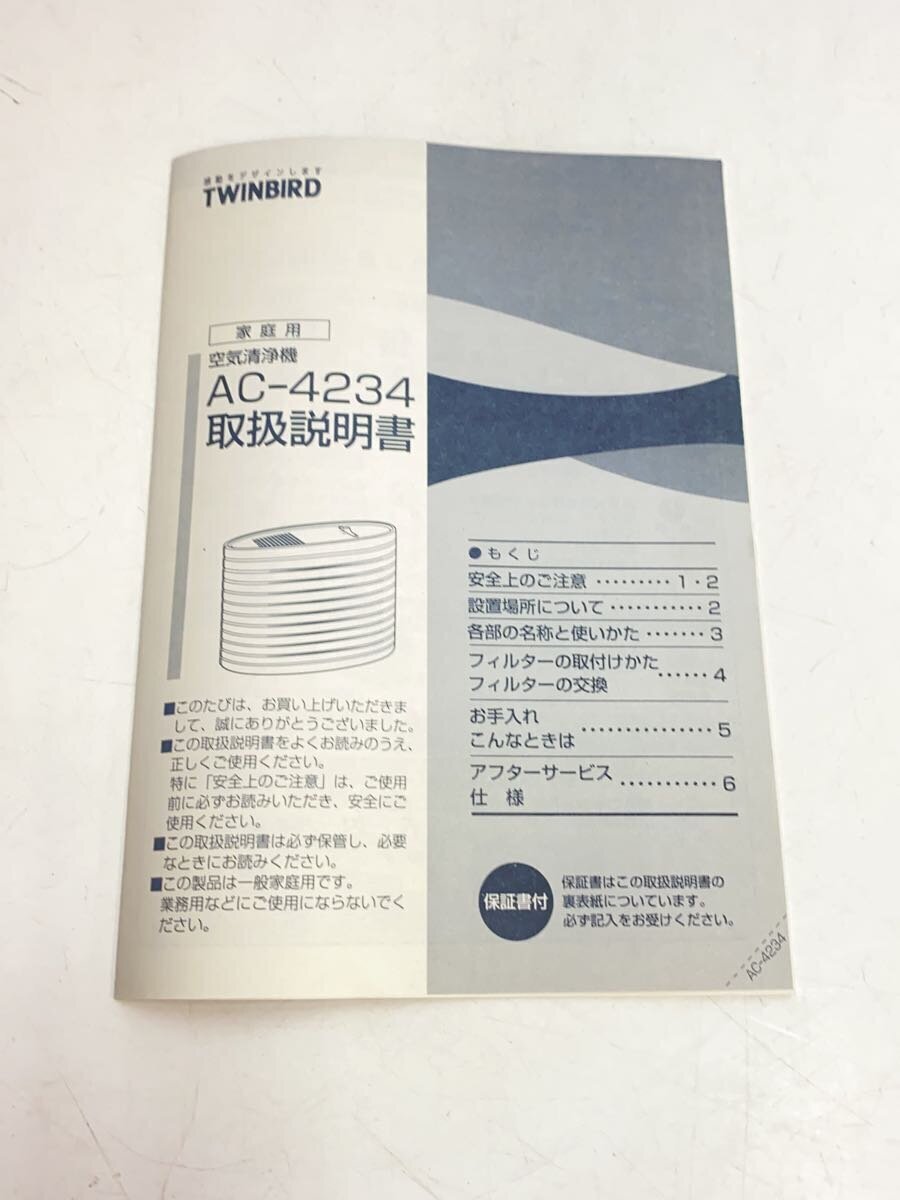 感動をデザインします
TWINBIRD
家庭用
空気清浄機
AC-4234
取扱説明書
■このたびは、お買い上げいただきま
して、誠にありがとうございました。
■この取扱説明書をよくお読みのうえ、
正しくご使用ください。
特に「安全上のご注意」は、ご使用
前に必ずお読みいただき、安全にご
使用ください。
■この取扱説明書は必ず保管し、必要
なときにお読みください。
■この製品は一般家庭用です。
業務用などにご使用にならないでく
ださい。
●もくじ
安全上のご注意 ········· 1・2
設置場所について ··········· 2
各部の名称と使いかた ······· 3
フィルターの取付けかた
フィルターの交換 ······ 4
お手入れ
こんなときは ··············· 5
アフターサービス
仕 様 ··········· 6
保証書付
保証書はこの取扱説明書の
裏表紙についています。
必ず記入をお受けください。
AC-4234